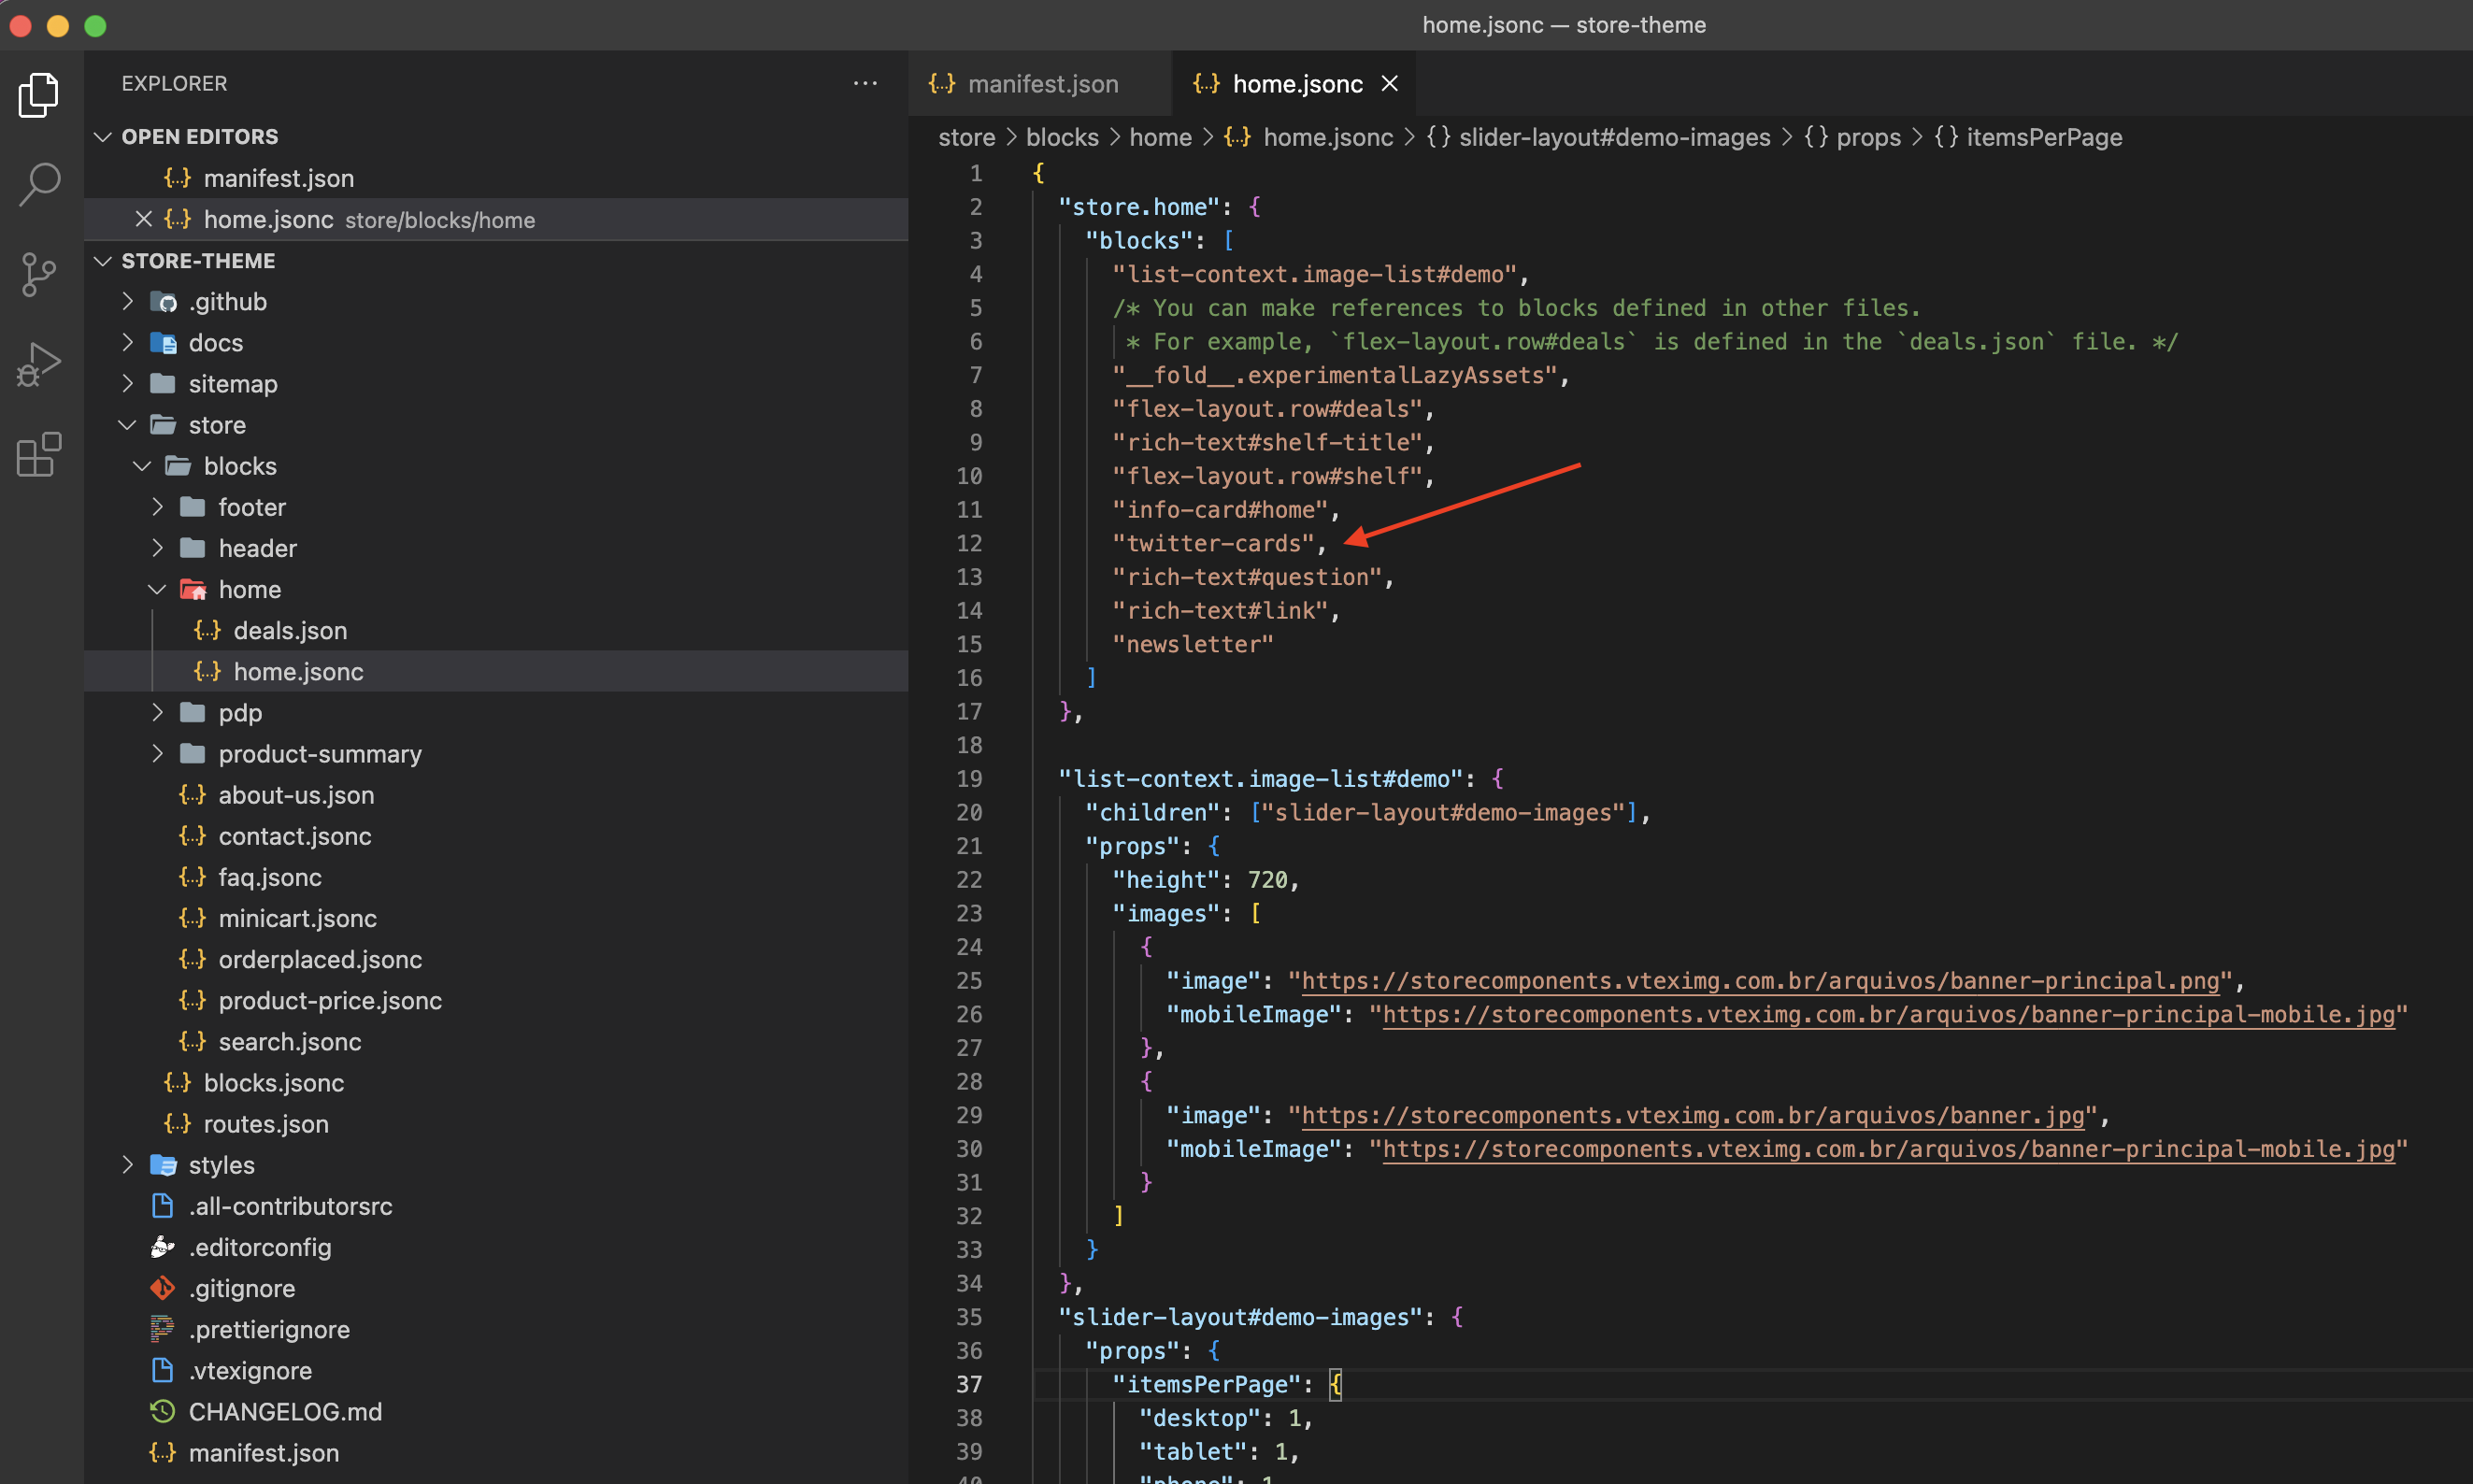 home.jsonc — store-theme
EXPLORER
OPEN EDITORS
manifest.json
home.jsonc store/blocks/home
STORE-THEME
.github
docs
sitemap
store
blocks
footer
header
home
deals.json
home.jsonc
pdp
product-summary
about-us.json
contact.jsonc
faq.jsonc
minicart.jsonc
orderplaced.jsonc
product-price.jsonc
search.jsonc
blocks.jsonc
routes.json
styles
.all-contributorsrc
.editorconfig
.gitignore
.prettierignore
.vtexignore
CHANGELOG.md
manifest.json
manifest.json
home.jsonc
store > blocks > home > {..} home.jsonc > {} slider-layout#demo-images > {} props > {} itemsPerPage
1 {
2 "store.home": {
3 "blocks": [
4 "list-context.image-list#demo",
5 /* You can make references to blocks defined in other files.
6 * For example, `flex-layout.row#deals` is defined in the `deals.json` file. */
7 "__fold__.experimentalLazyAssets",
8 "flex-layout.row#deals",
9 "rich-text#shelf-title",
10 "flex-layout.row#shelf",
11 "info-card#home",
12 "twitter-cards",
13 "rich-text#question",
14 "rich-text#link",
15 "newsletter"
16 ]
17 },
18
19 "list-context.image-list#demo": {
20 "children": ["slider-layout#demo-images"],
21 "props": {
22 "height": 720,
23 "images": [
24 {
25 "image": "https://storecomponents.vteximg.com.br/arquivos/banner-principal.png",
26 "mobileImage": "https://storecomponents.vteximg.com.br/arquivos/banner-principal-mobile.jpg"
27 },
28 {
29 "image": "https://storecomponents.vteximg.com.br/arquivos/banner.jpg",
30 "mobileImage": "https://storecomponents.vteximg.com.br/arquivos/banner-principal-mobile.jpg"
31 }
32 ]
33 }
34 },
35 "slider-layout#demo-images": {
36 "props": {
37 "itemsPerPage": {
38 "desktop": 1,
39 "tablet": 1,
40 "phone": 1